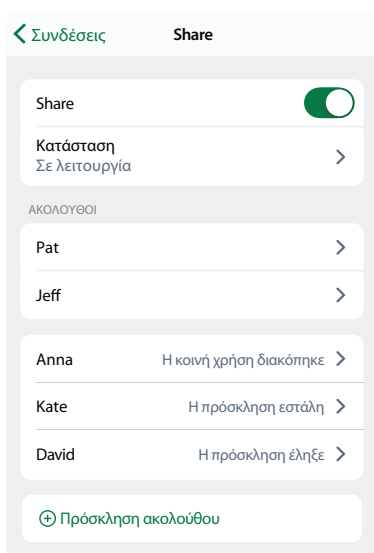 Συνδέσεις Share
Share
Κατάσταση
Σε λειτουργία
ΑΚΟΛΟΥΘΟΙ
Pat
Jeff
Anna Η κοινή χρήση διακόπηκε
Kate Η πρόσκληση εστάλη
David Η πρόσκληση έληξε
Πρόσκληση ακολούθου